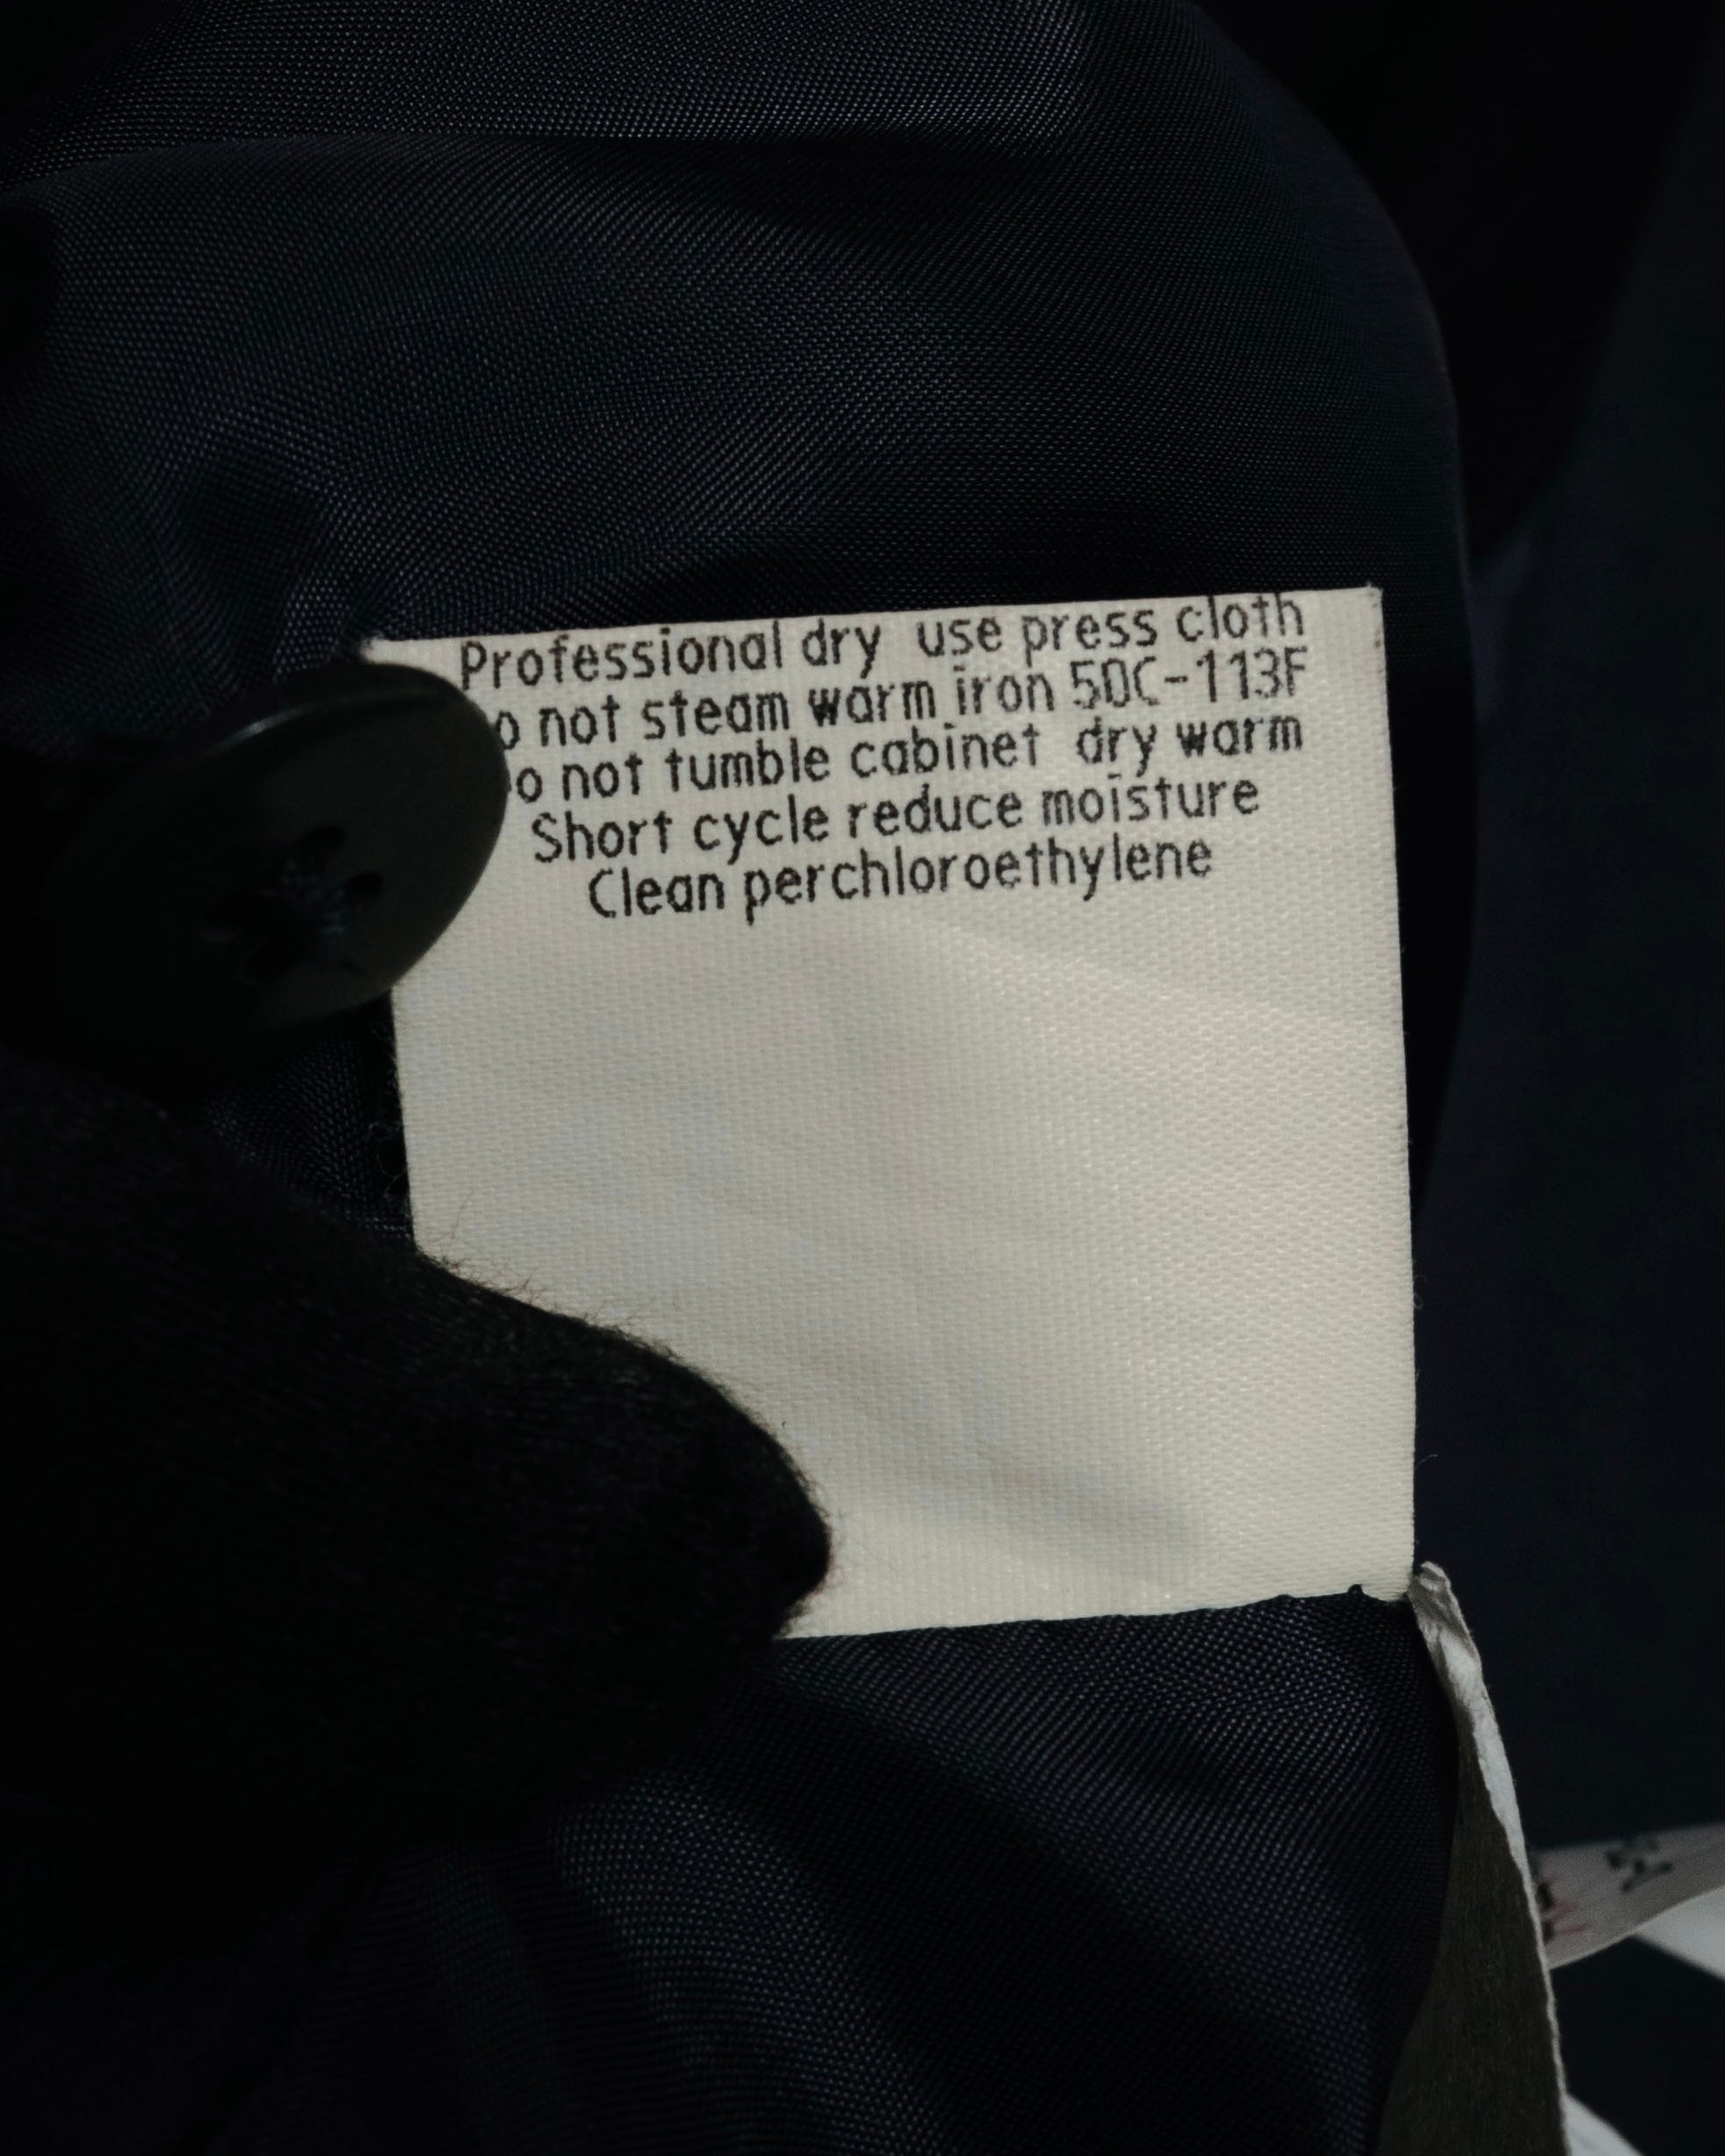 Professional dry use press cloth
o not steam warm iron 50C-113F
o not tumble cabinet dry warm
Short cycle reduce moisture
Clean perchloroethylene